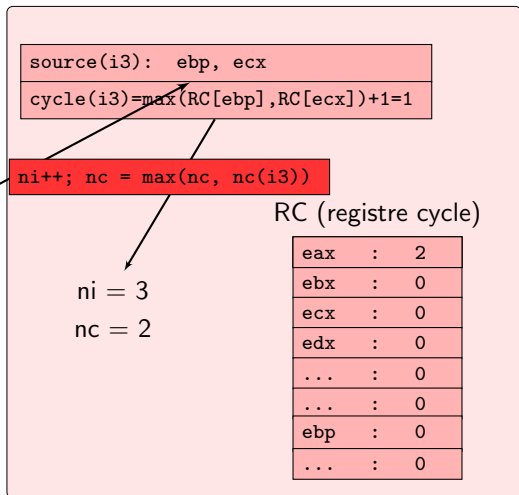 source(i3): ebp, ecx
cycle(i3)=max(RC[ebp],RC[ecx])+1=1
ni++; nc = max(nc, nc(i3))
RC (registre cycle)
eax : 2
ebx : 0
ecx : 0
edx : 0
... : 0
... : 0
ebp : 0
... : 0
ni = 3
nc = 2